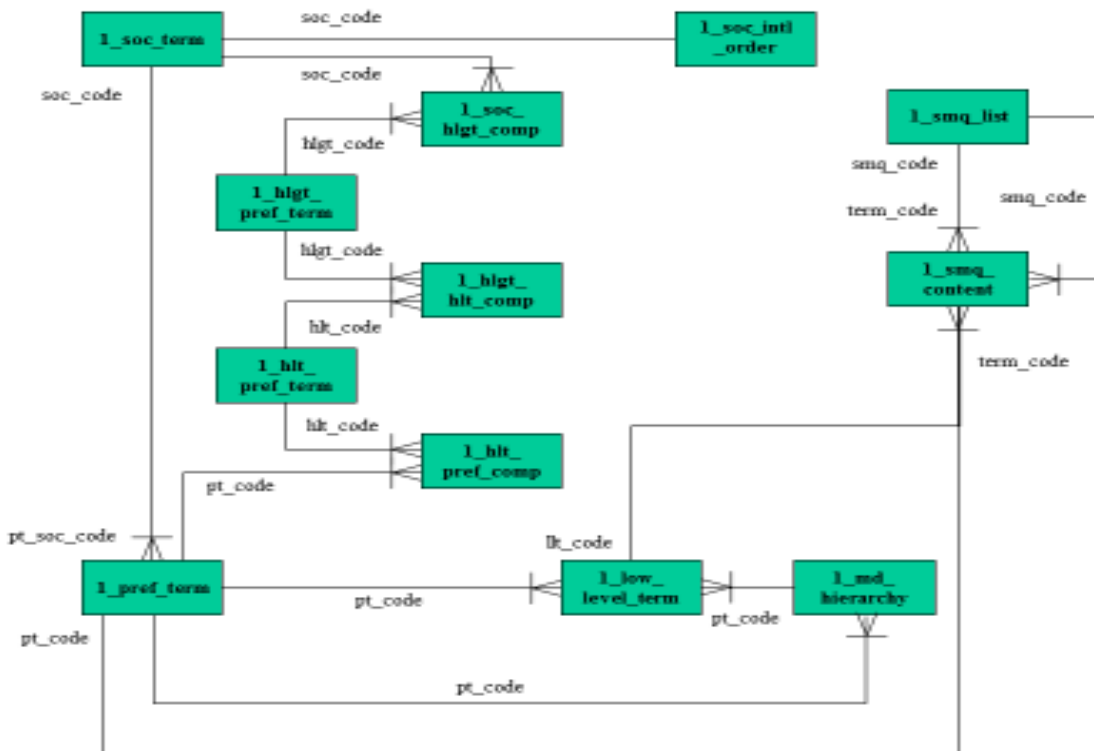 soc_code
1_soc_term
1_soc_intl
_order
soc_code
soc_code
1_soc_
hlgt_comp
1_smq_list
hlgt_code
smq_code
1_hlgt_
pref_term
smq_code
term_code
hlgt_code
1_hlgt_
hlt_comp
1_smq_
content
hlt_code
1_hlt_
pref_term
term_code
hlt_code
1_hlt_
pref_comp
pt_code
pt_soc_code
llt_code
1_pref_term
1_low_
level_term
1_md_
hierarchy
pt_code
pt_code
pt_code
pt_code